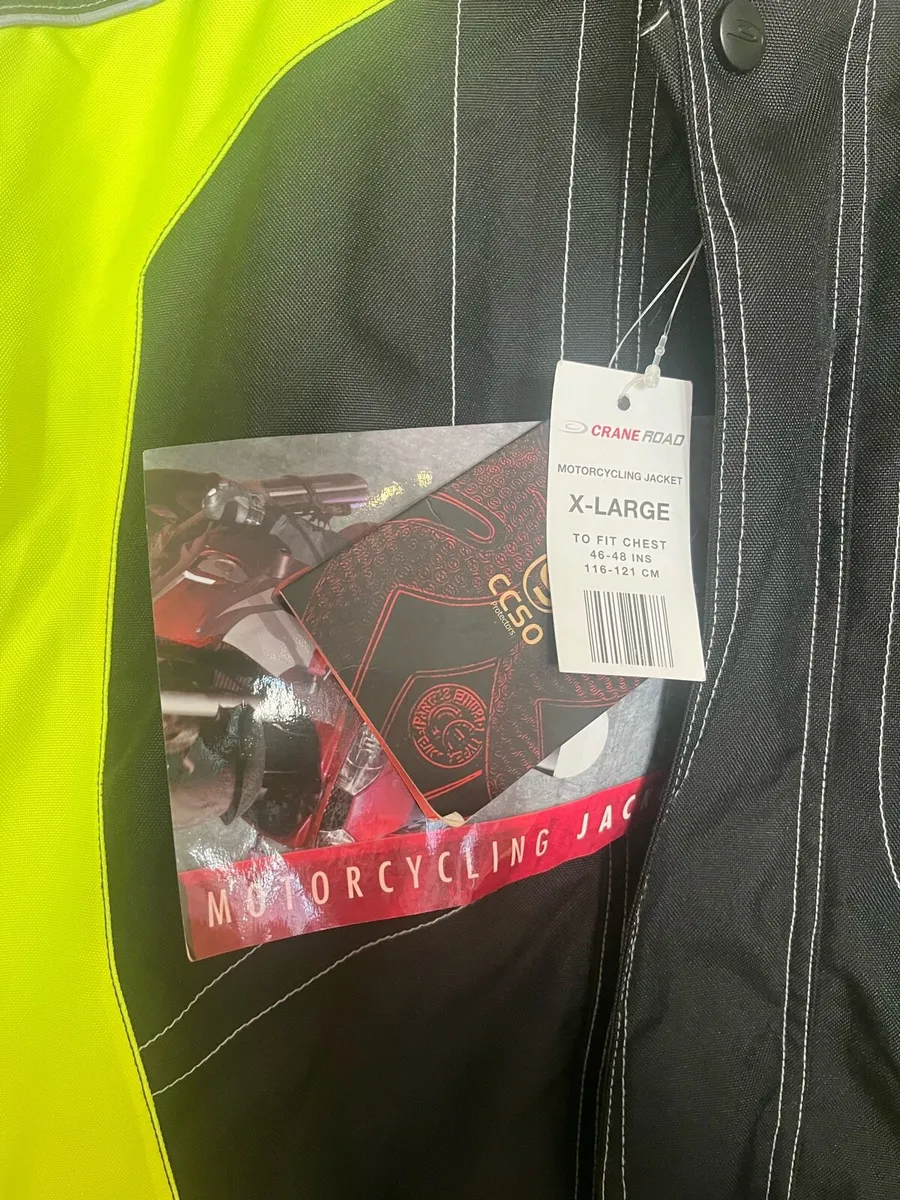 CRANE ROAD
MOTORCYCLING JACKET
X-LARGE
TO FIT CHEST
46-48 INS
116-121 CM
CCSO
Protectors
MOTORCYCLING JACK